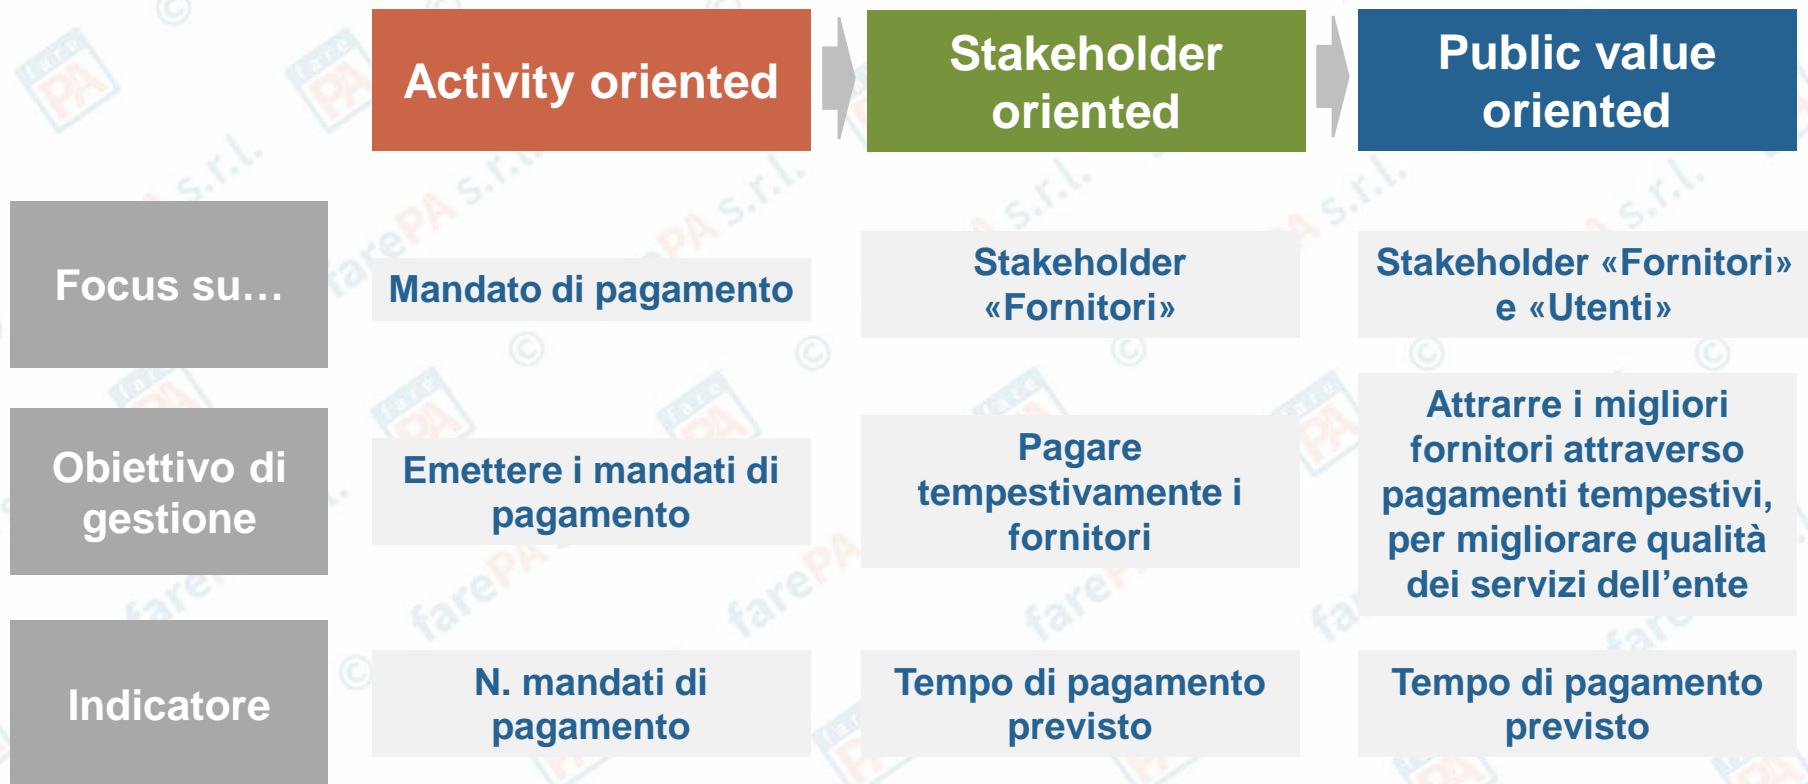 Activity oriented
Stakeholder
oriented
Public value
oriented
Focus su…
Mandato di pagamento
Stakeholder
«Fornitori»
Stakeholder «Fornitori»
e «Utenti»
Obiettivo di
gestione
Emettere i mandati di
pagamento
Pagare
tempestivamente i
fornitori
Attrarre i migliori
fornitori attraverso
pagamenti tempestivi,
per migliorare qualità
dei servizi dell’ente
Indicatore
N. mandati di
pagamento
Tempo di pagamento
previsto
Tempo di pagamento
previsto
farePA s.r.l.
©